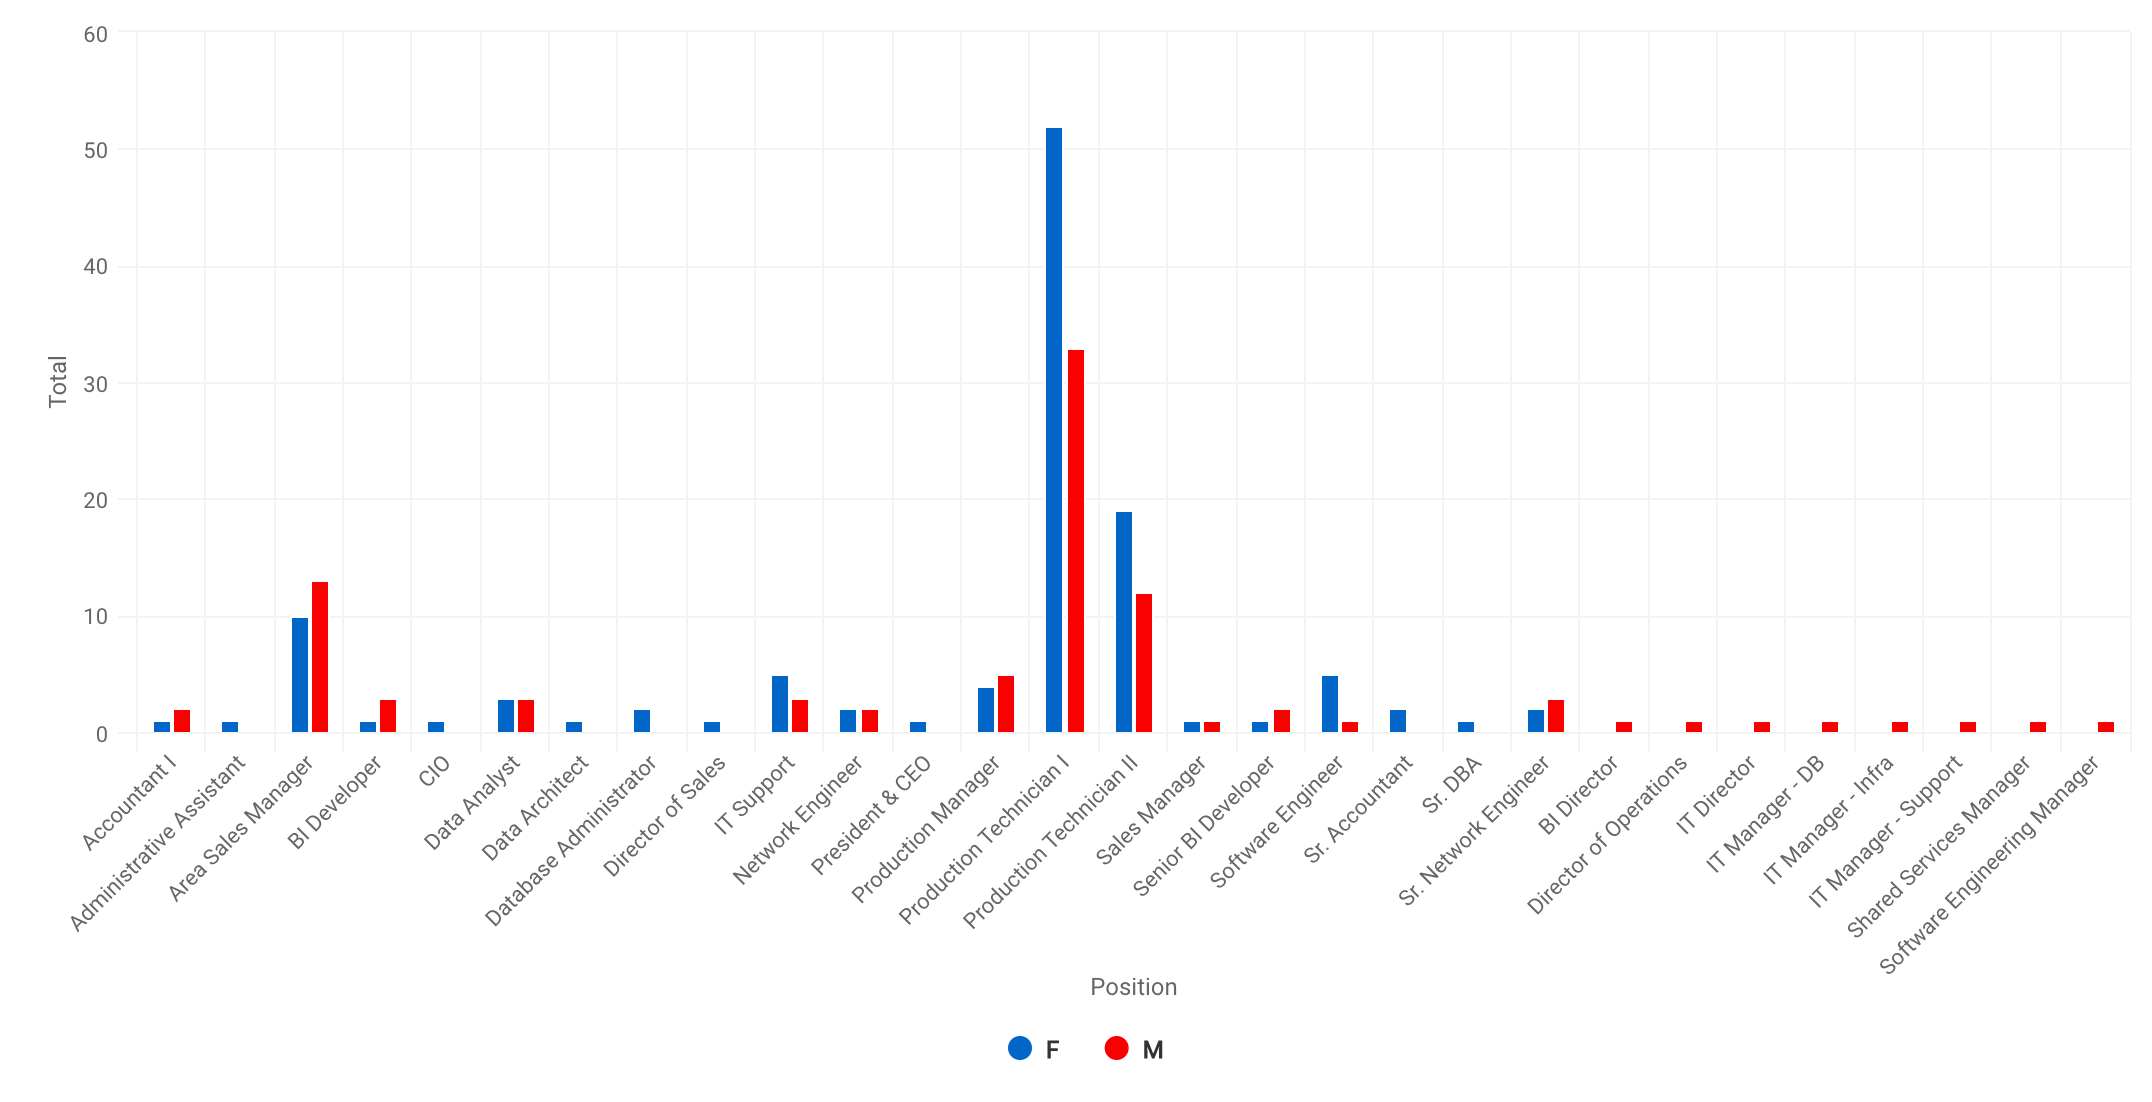 60
50
40
30
20
10
0
Total
Accountant I
Administrative Assistant
Area Sales Manager
BI Developer
CIO
Data Analyst
Data Architect
Database Administrator
Director of Sales
IT Support
Network Engineer
President & CEO
Production Manager
Production Technician I
Production Technician II
Sales Manager
Senior BI Developer
Software Engineer
Sr. Accountant
Sr. DBA
Sr. Network Engineer
BI Director
Director of Operations
IT Director
IT Manager - DB
IT Manager - Infra
IT Manager - Support
Shared Services Manager
Software Engineering Manager
Position
F
M